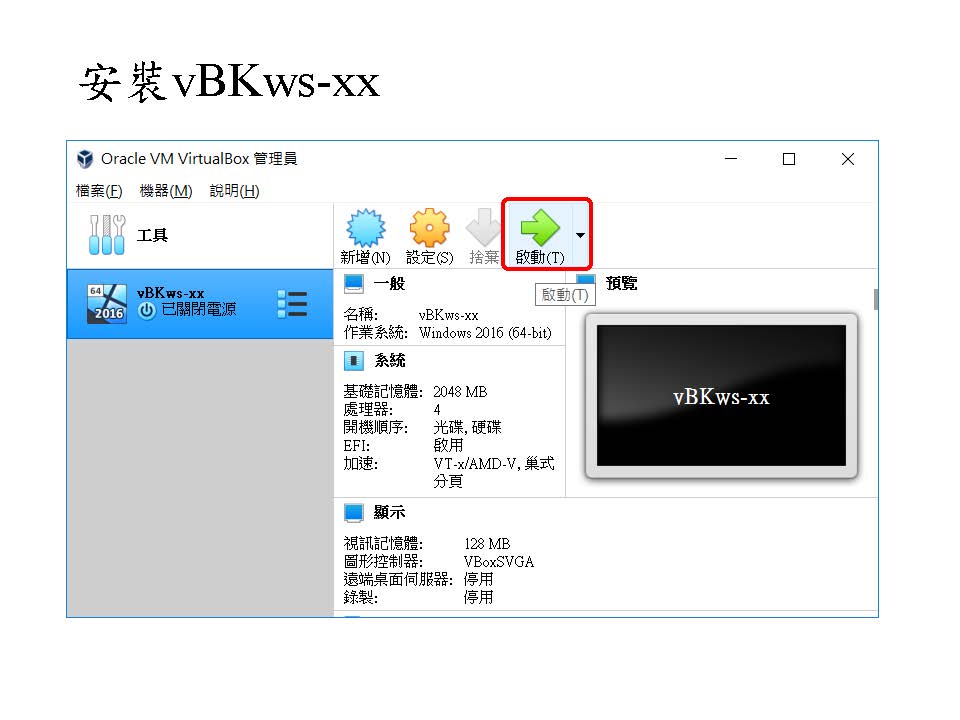 安裝vBKws-xx
Oracle VM VirtualBox 管理員
檔案(F) 機器(M) 說明(H)
工具
新增(N) 設定(S) 捨棄 啟動(T)
64
2016
vBKws-xx
已關閉電源
一般
啟動(T)
預覽
名稱: vBKws-xx
作業系統: Windows 2016 (64-bit)
系統
基礎記憶體: 2048 MB
處理器: 4
開機順序: 光碟, 硬碟
EFI: 啟用
加速: VT-x/AMD-V, 巢式
分頁
vBKws-xx
顯示
視訊記憶體: 128 MB
圖形控制器: VBoxSVGA
遠端桌面伺服器: 停用
錄製: 停用